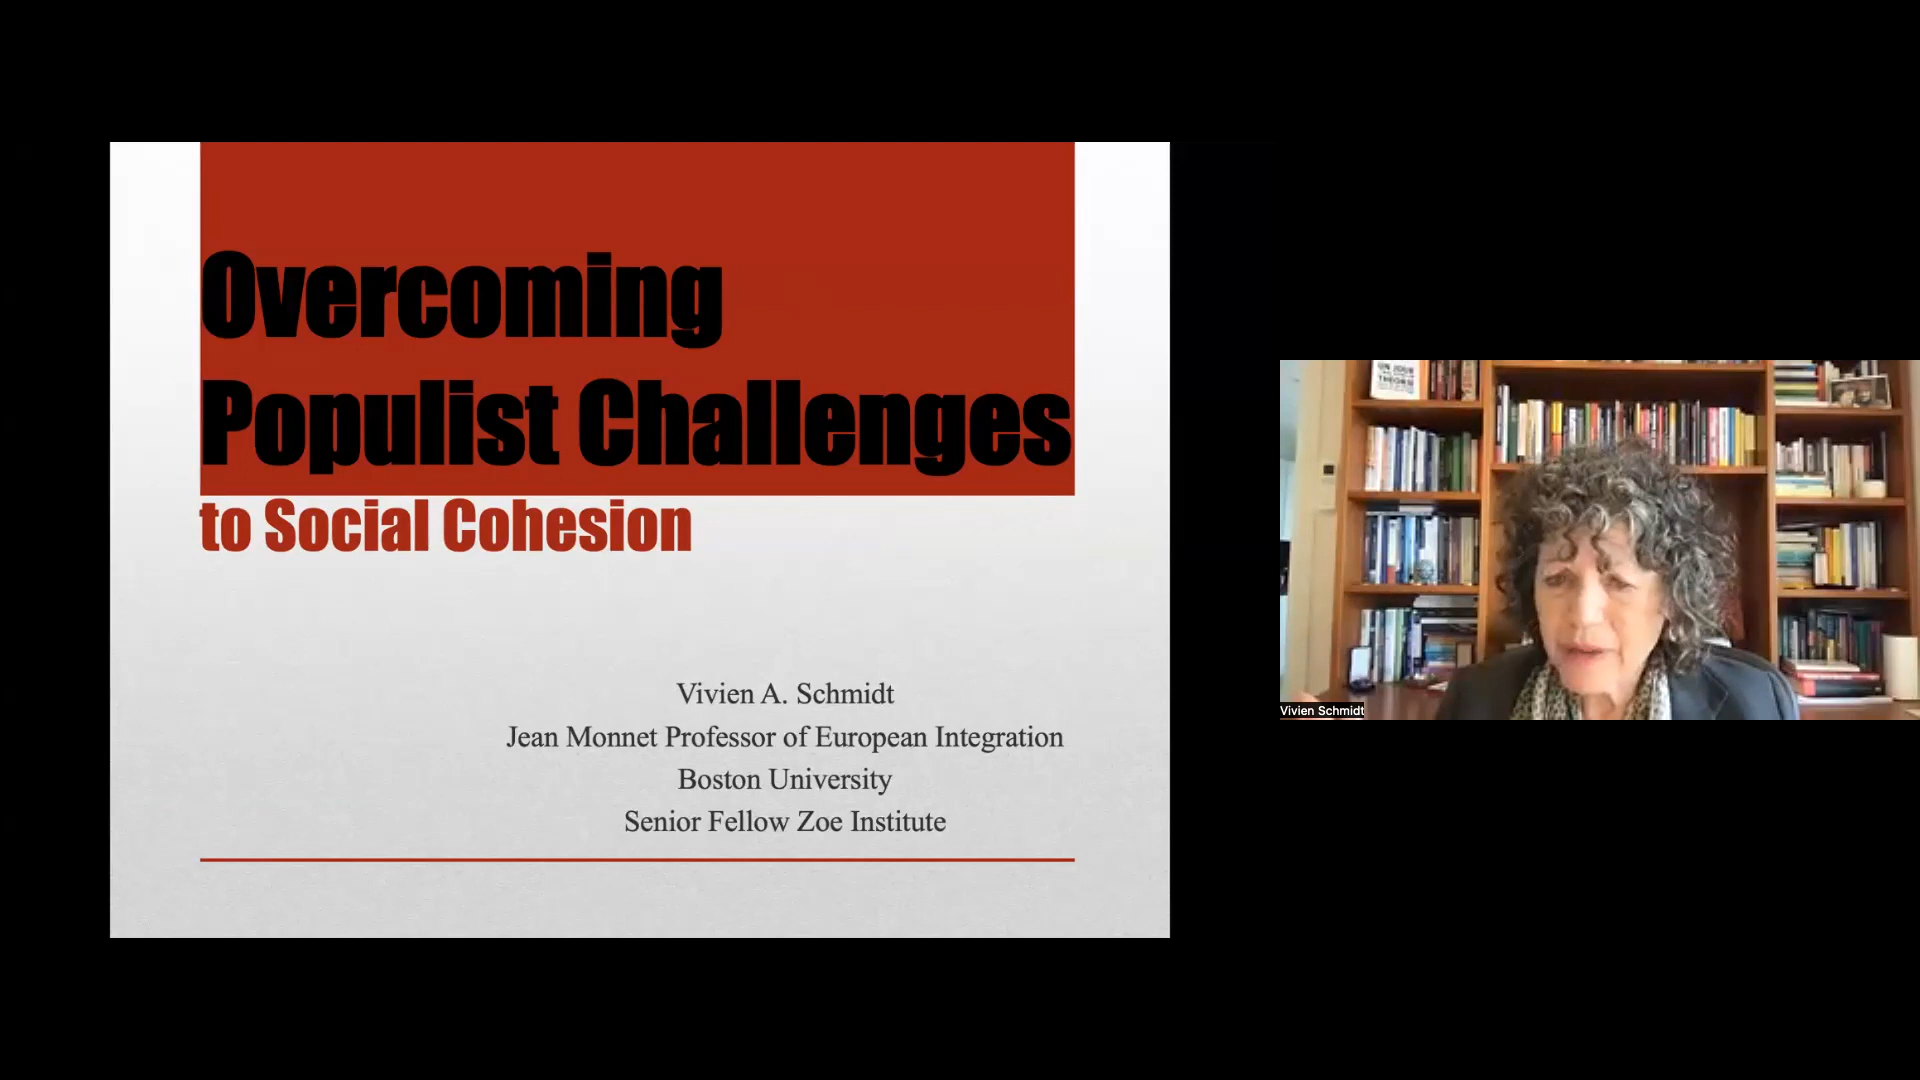 Overcoming
Populist Challenges
to Social Cohesion
Vivien A. Schmidt
Jean Monnet Professor of European Integration
Boston University
Senior Fellow Zoe Institute
Vivien Schmidt